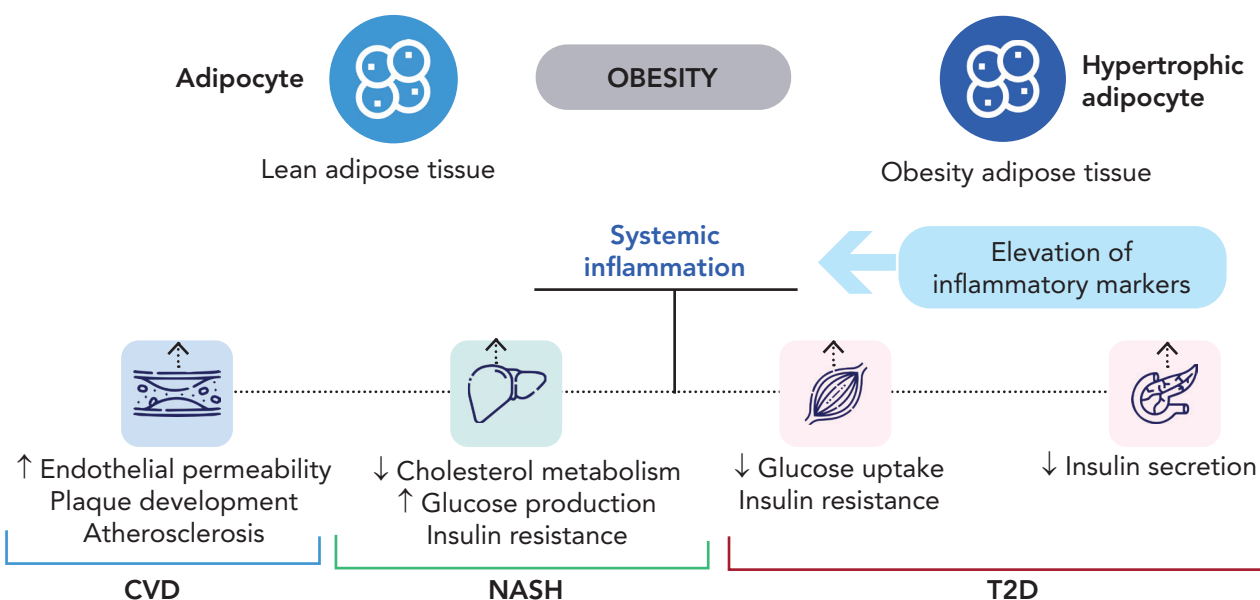 Adipocyte
OBESITY
Hypertrophic
adipocyte
Lean adipose tissue
Obesity adipose tissue
Systemic
inflammation
Elevation of
inflammatory markers
↑ Endothelial permeability
Plaque development
Atherosclerosis
↓ Cholesterol metabolism
↑ Glucose production
Insulin resistance
↓ Glucose uptake
Insulin resistance
↓ Insulin secretion
CVD
NASH
T2D